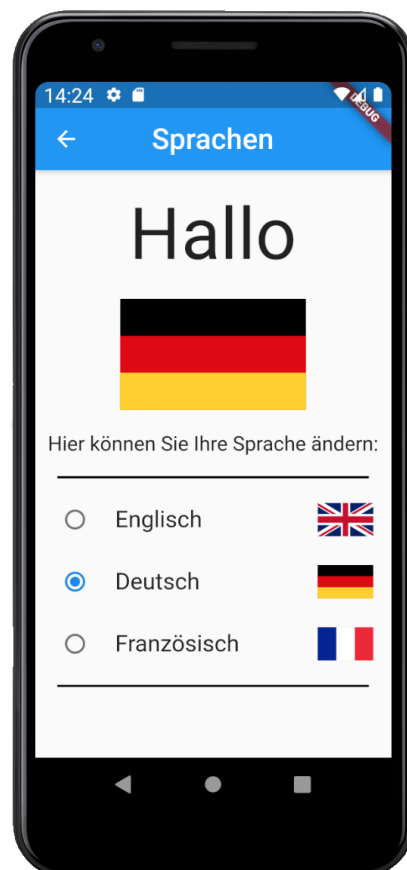 14:24
DEBUG
Sprachen
Hallo
Hier können Sie Ihre Sprache ändern:
Englisch
Deutsch
Französisch